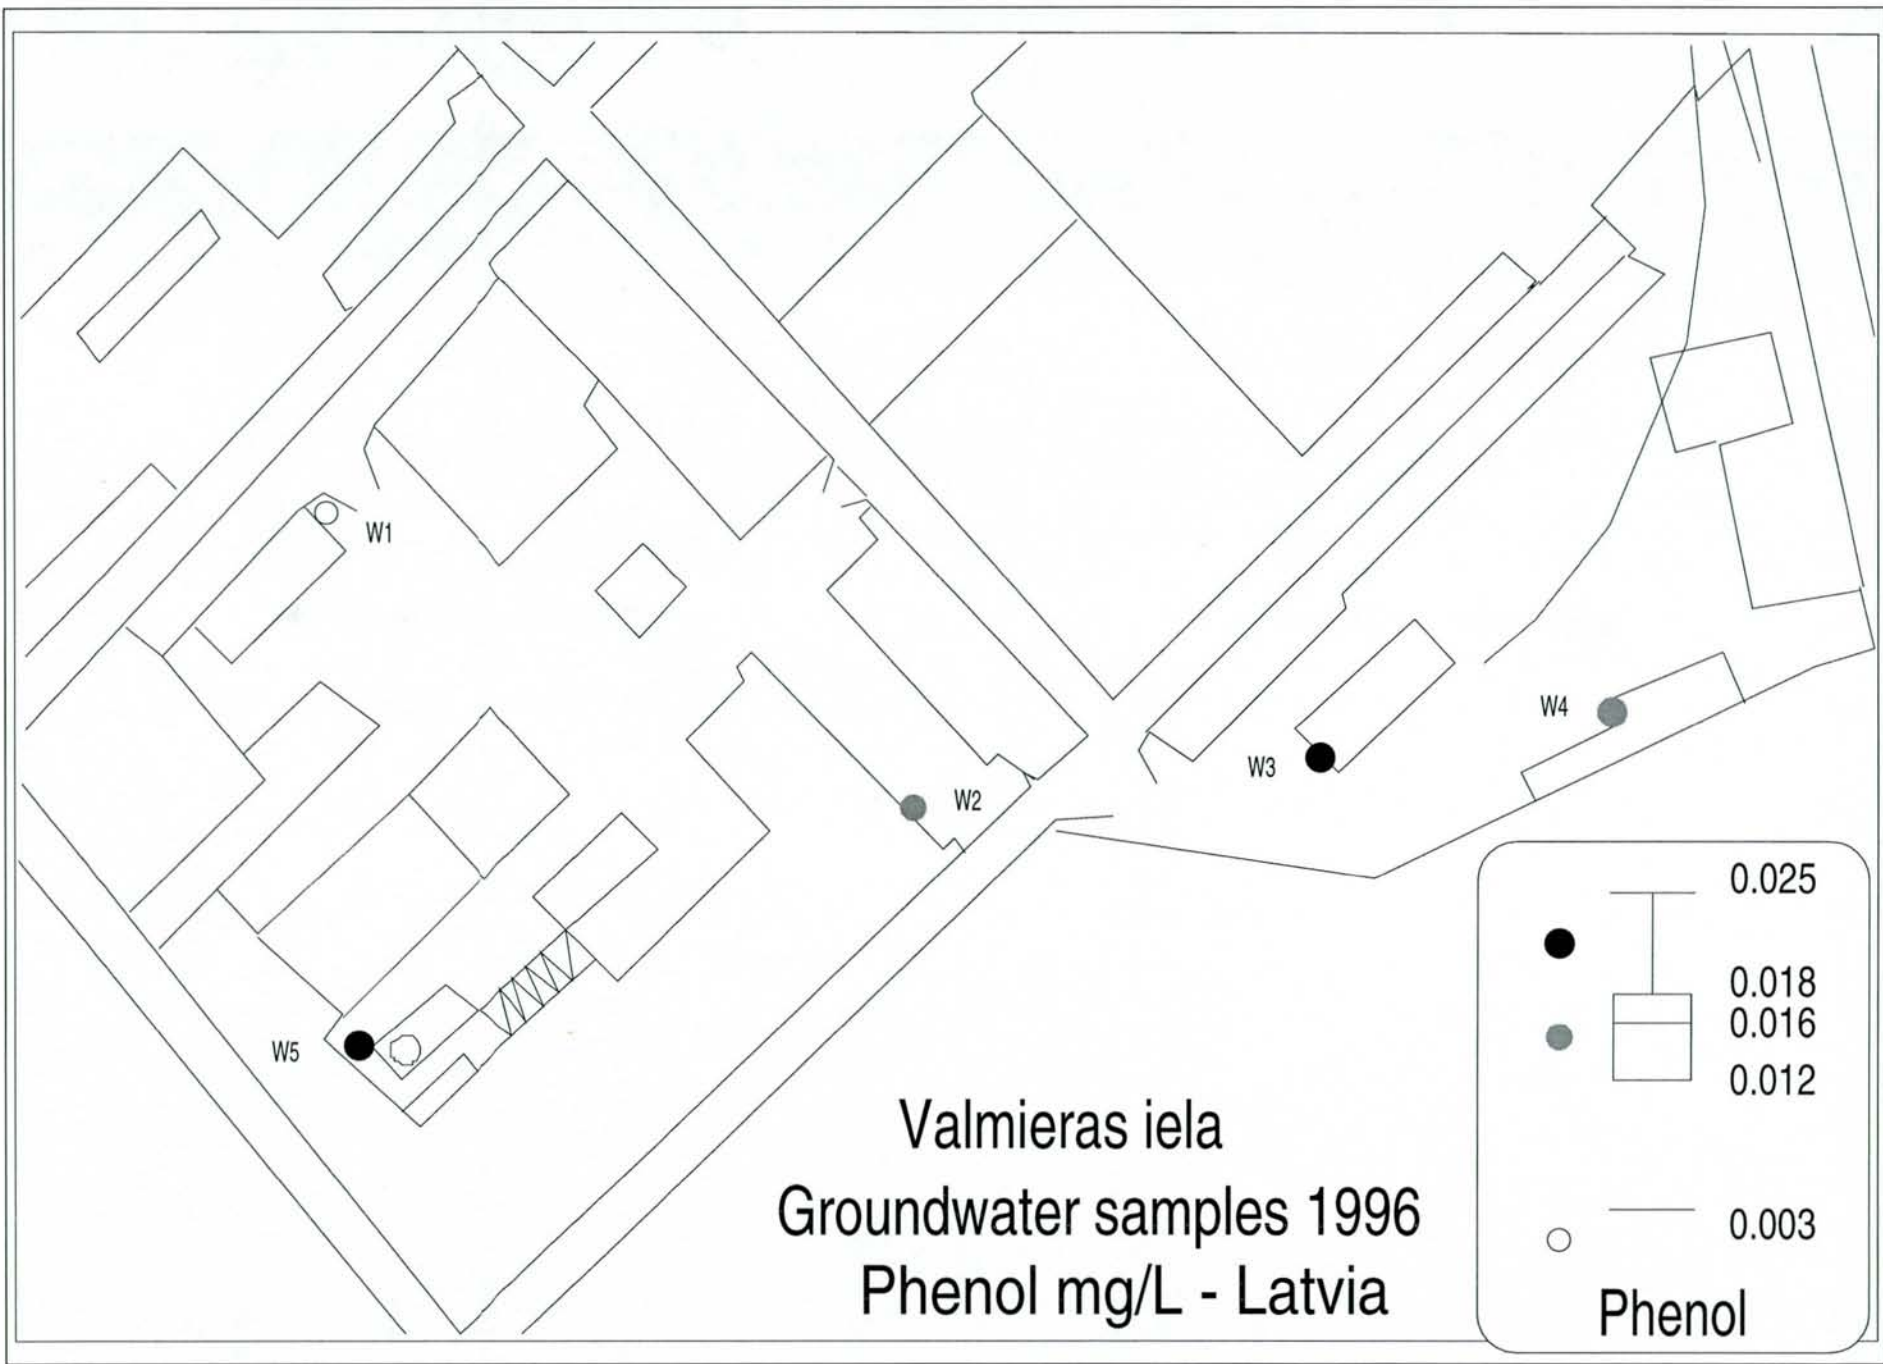 W1
W4
W3
W2
W5
0.025
0.018
0.016
0.012
0.003
Phenol
Valmieras iela
Groundwater samples 1996
Phenol mg/L - Latvia